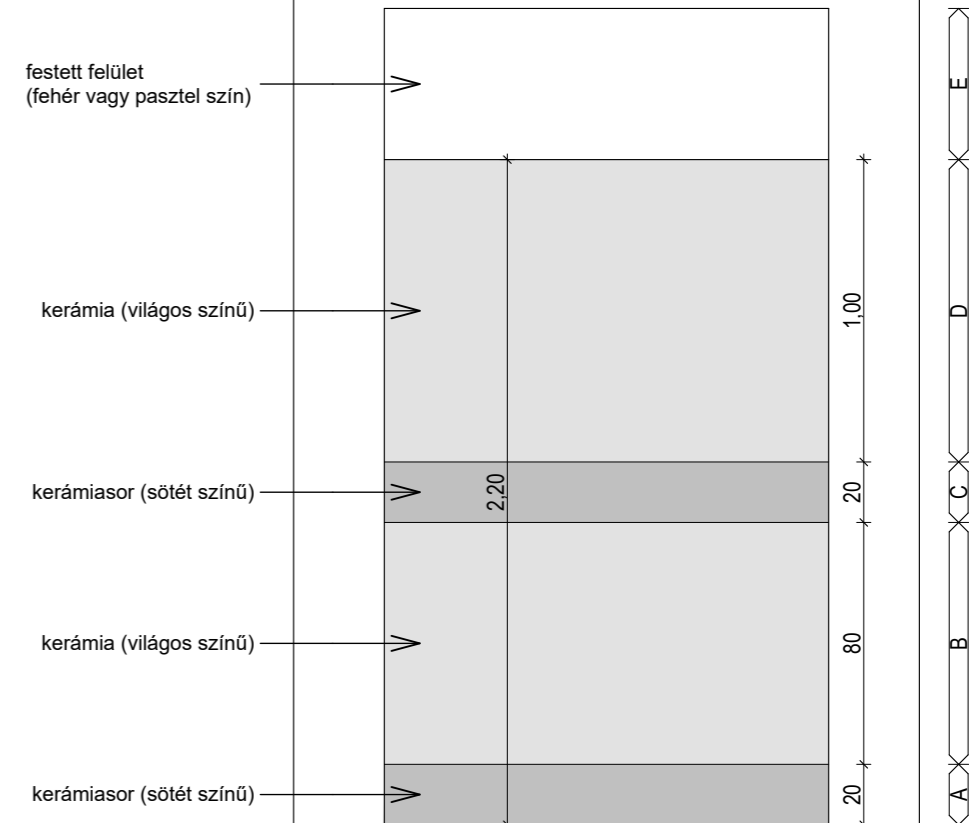 festett felület
(fehér vagy pasztel szín)
E
kerámia (világos színű)
1,00
D
kerámiasor (sötét színű)
2,20
20
C
kerámia (világos színű)
80
B
kerámiasor (sötét színű)
20
A